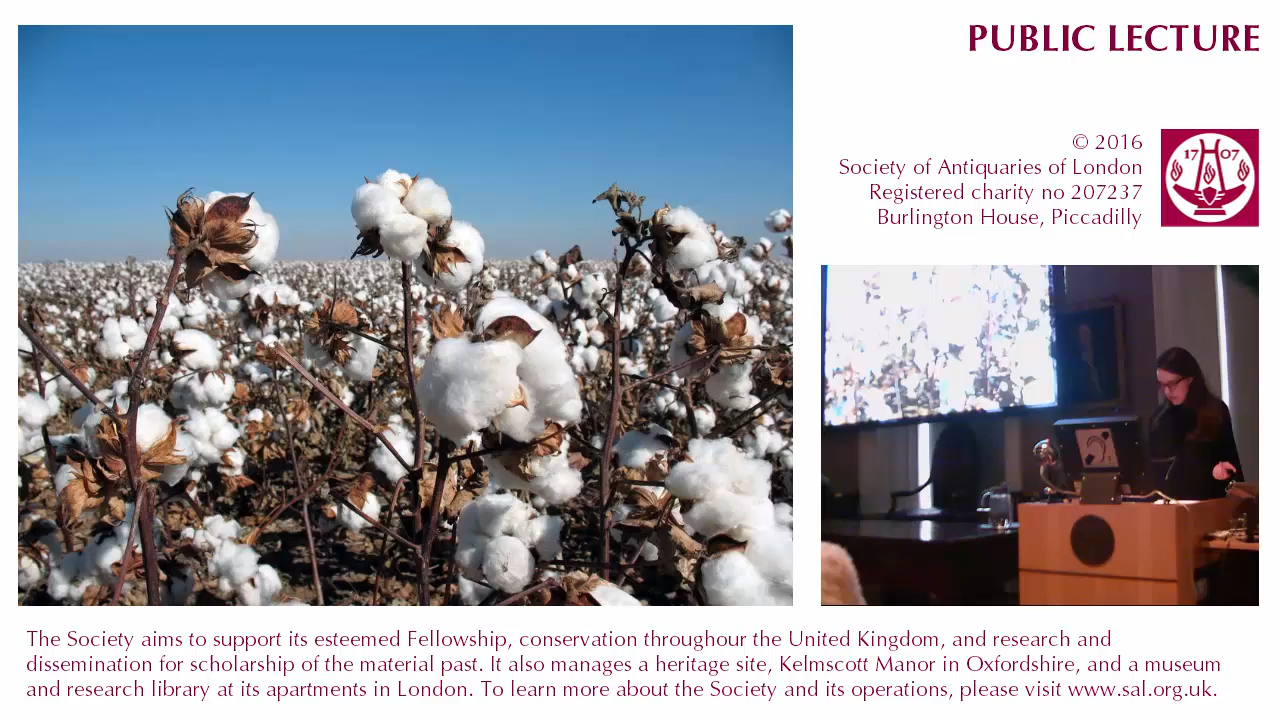 PUBLIC LECTURE
© 2016
Society of Antiquaries of London
Registered charity no 207237
Burlington House, Piccadilly
17 07
The Society aims to support its esteemed Fellowship, conservation throughour the United Kingdom, and research and
dissemination for scholarship of the material past. It also manages a heritage site, Kelmscott Manor in Oxfordshire, and a museum
and research library at its apartments in London. To learn more about the Society and its operations, please visit www.sal.org.uk.